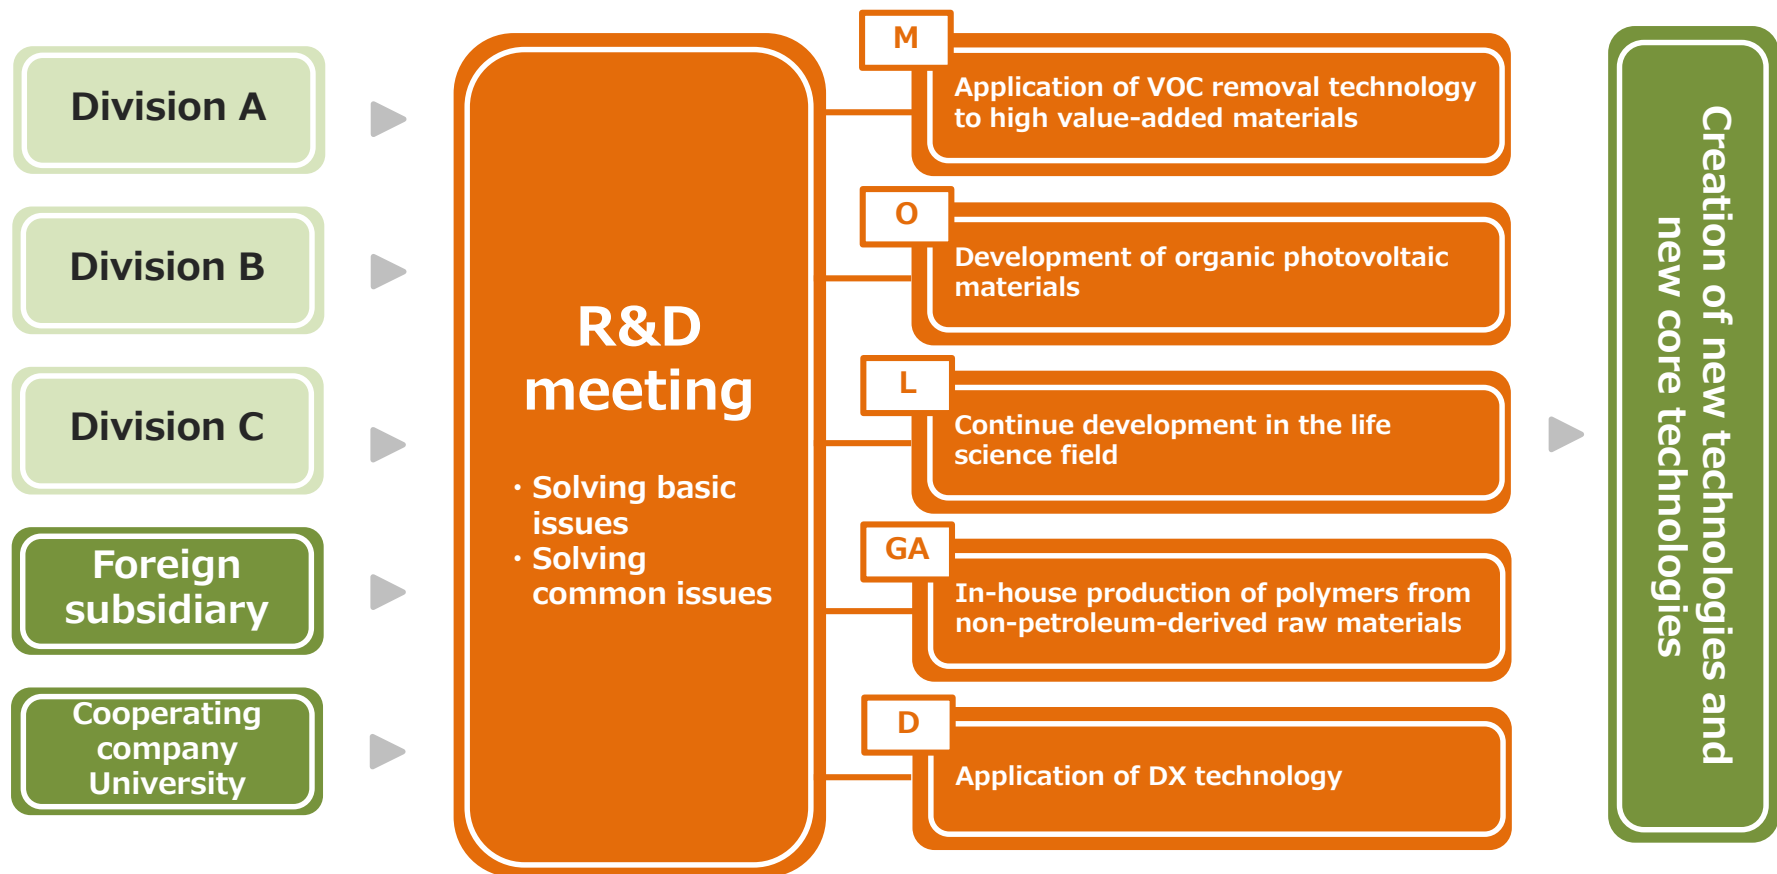 Division A
Division B
Division C
Foreign
subsidiary
Cooperating
company
University
R&D
meeting
・Solving basic
issues
・Solving
common issues
M
Application of VOC removal technology
to high value-added materials
O
Development of organic photovoltaic
materials
L
Continue development in the life
science field
GA
In-house production of polymers from
non-petroleum-derived raw materials
D
Application of DX technology
Creation of new technologies and
new core technologies